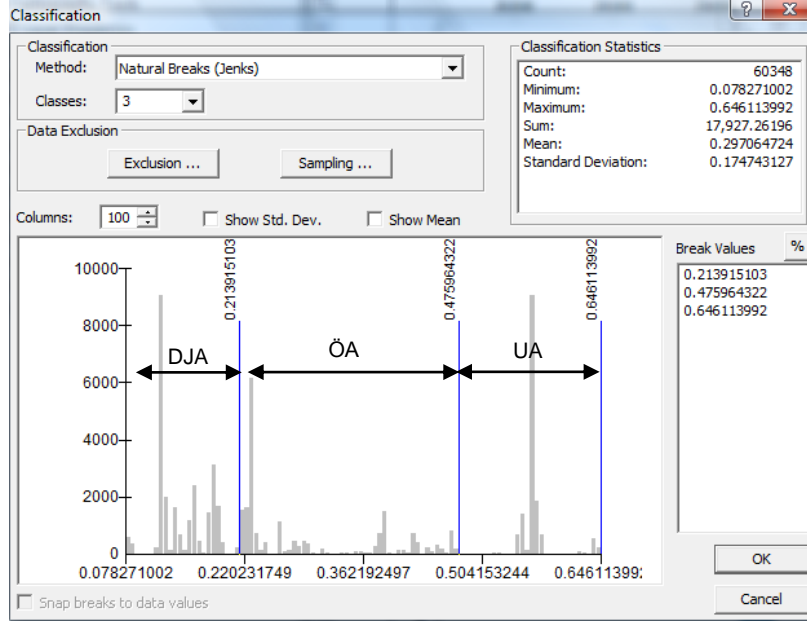 Classification
Classification
Method: Natural Breaks (Jenks)
Classes: 3
Data Exclusion
Exclusion ... Sampling ...
Classification Statistics
Count: 60348
Minimum: 0.078271002
Maximum: 0.646113992
Sum: 17,927.26196
Mean: 0.297064724
Standard Deviation: 0.174743127
Columns: 100 Show Std. Dev. Show Mean
Break Values %
0.213915103
0.475964322
0.646113992
0.213915103 0.475964322 0.646113992
10000
8000
6000
4000
2000
0
DJA ÖA UA
0.078271002 0.220231749 0.362192497 0.504153244 0.64611399:
Snap breaks to data values
OK
Cancel